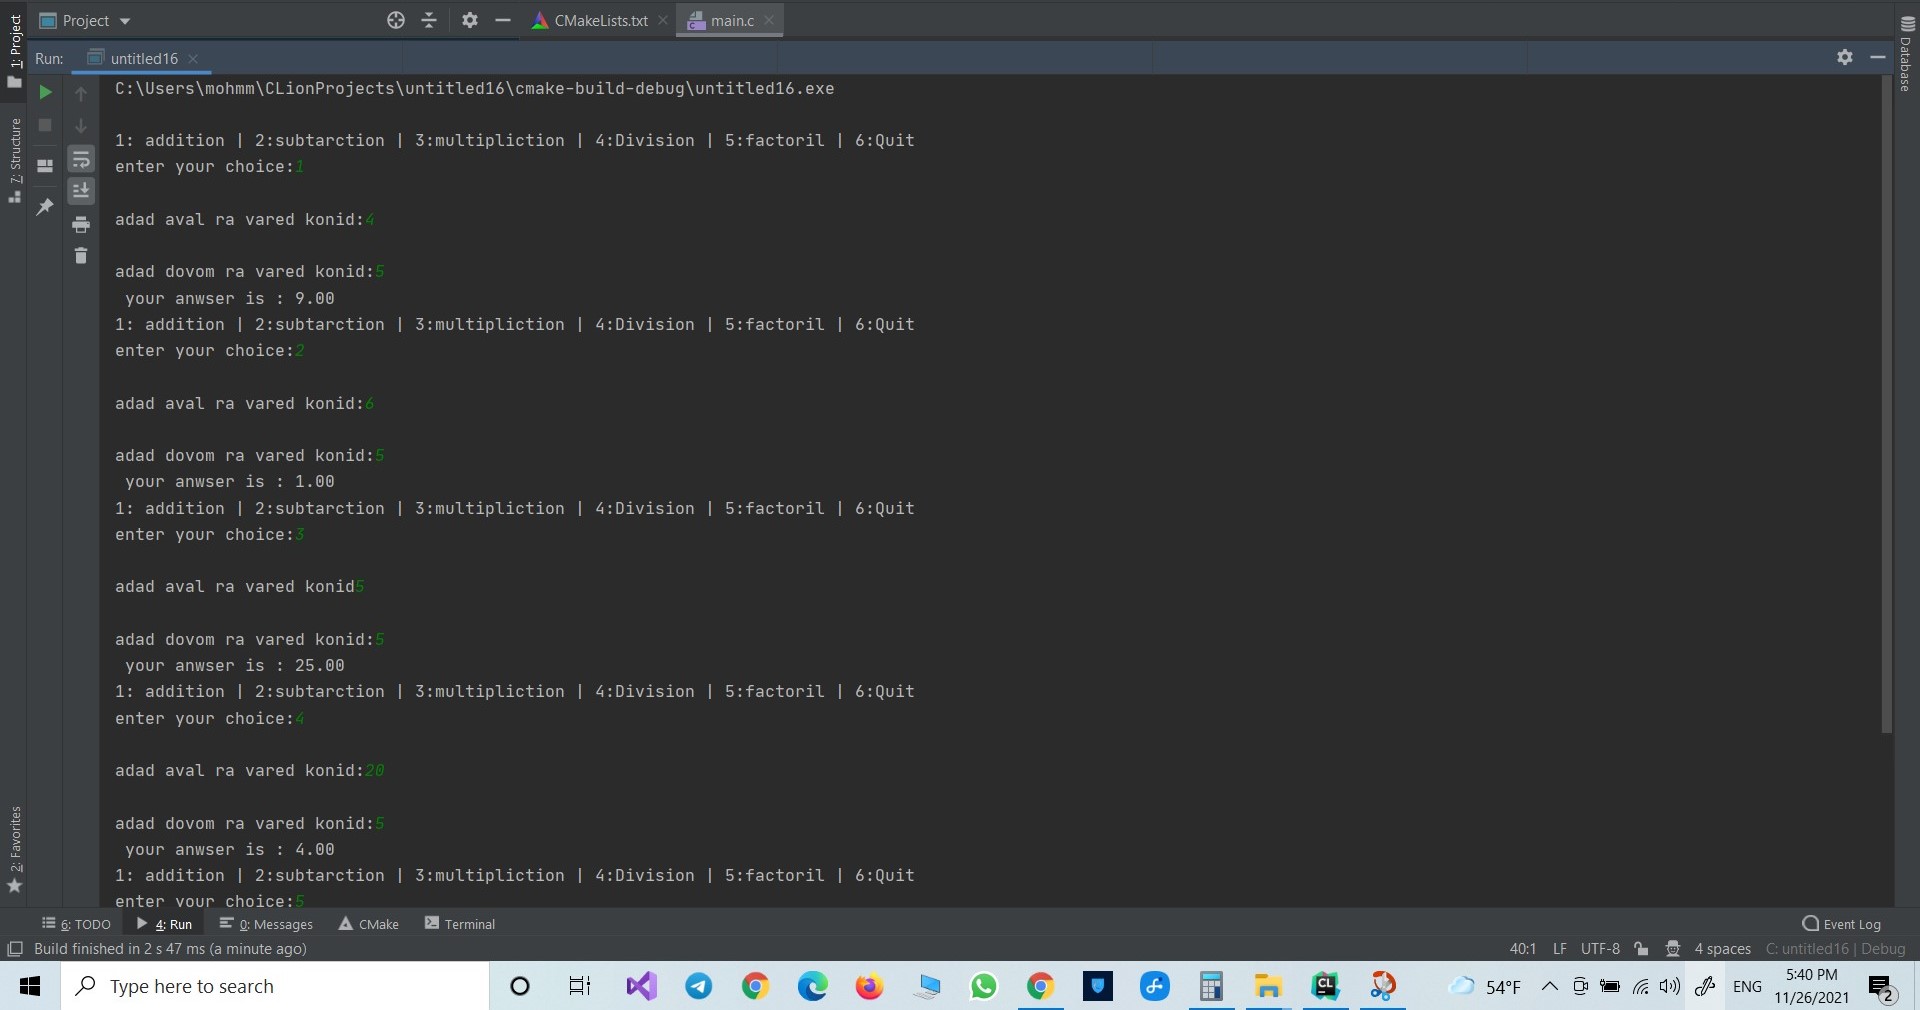 Project
CMakeLists.txt
main.c
1: Project
Run:
untitled16
Database
C:\Users\mohmm\CLionProjects\untitled16\cmake-build-debug\untitled16.exe
1: addition | 2:subtarction | 3:multipliction | 4:Division | 5:factoril | 6:Quit
enter your choice:1
7: Structure
adad aval ra vared konid:4
adad dovom ra vared konid:5
your anwser is : 9.00
1: addition | 2:subtarction | 3:multipliction | 4:Division | 5:factoril | 6:Quit
enter your choice:2
adad aval ra vared konid:6
adad dovom ra vared konid:5
your anwser is : 1.00
1: addition | 2:subtarction | 3:multipliction | 4:Division | 5:factoril | 6:Quit
enter your choice:3
adad aval ra vared konid5
adad dovom ra vared konid:5
your anwser is : 25.00
1: addition | 2:subtarction | 3:multipliction | 4:Division | 5:factoril | 6:Quit
enter your choice:4
adad aval ra vared konid:20
adad dovom ra vared konid:5
your anwser is : 4.00
1: addition | 2:subtarction | 3:multipliction | 4:Division | 5:factoril | 6:Quit
enter your choice:5
2: Favorites
6: TODO
4: Run
0: Messages
CMake
Terminal
Event Log
Build finished in 2 s 47 ms (a minute ago)
40:1 LF UTF-8 4 spaces C: untitled16 | Debug
Type here to search
CL
54°F
ENG
5:40 PM
11/26/2021
2